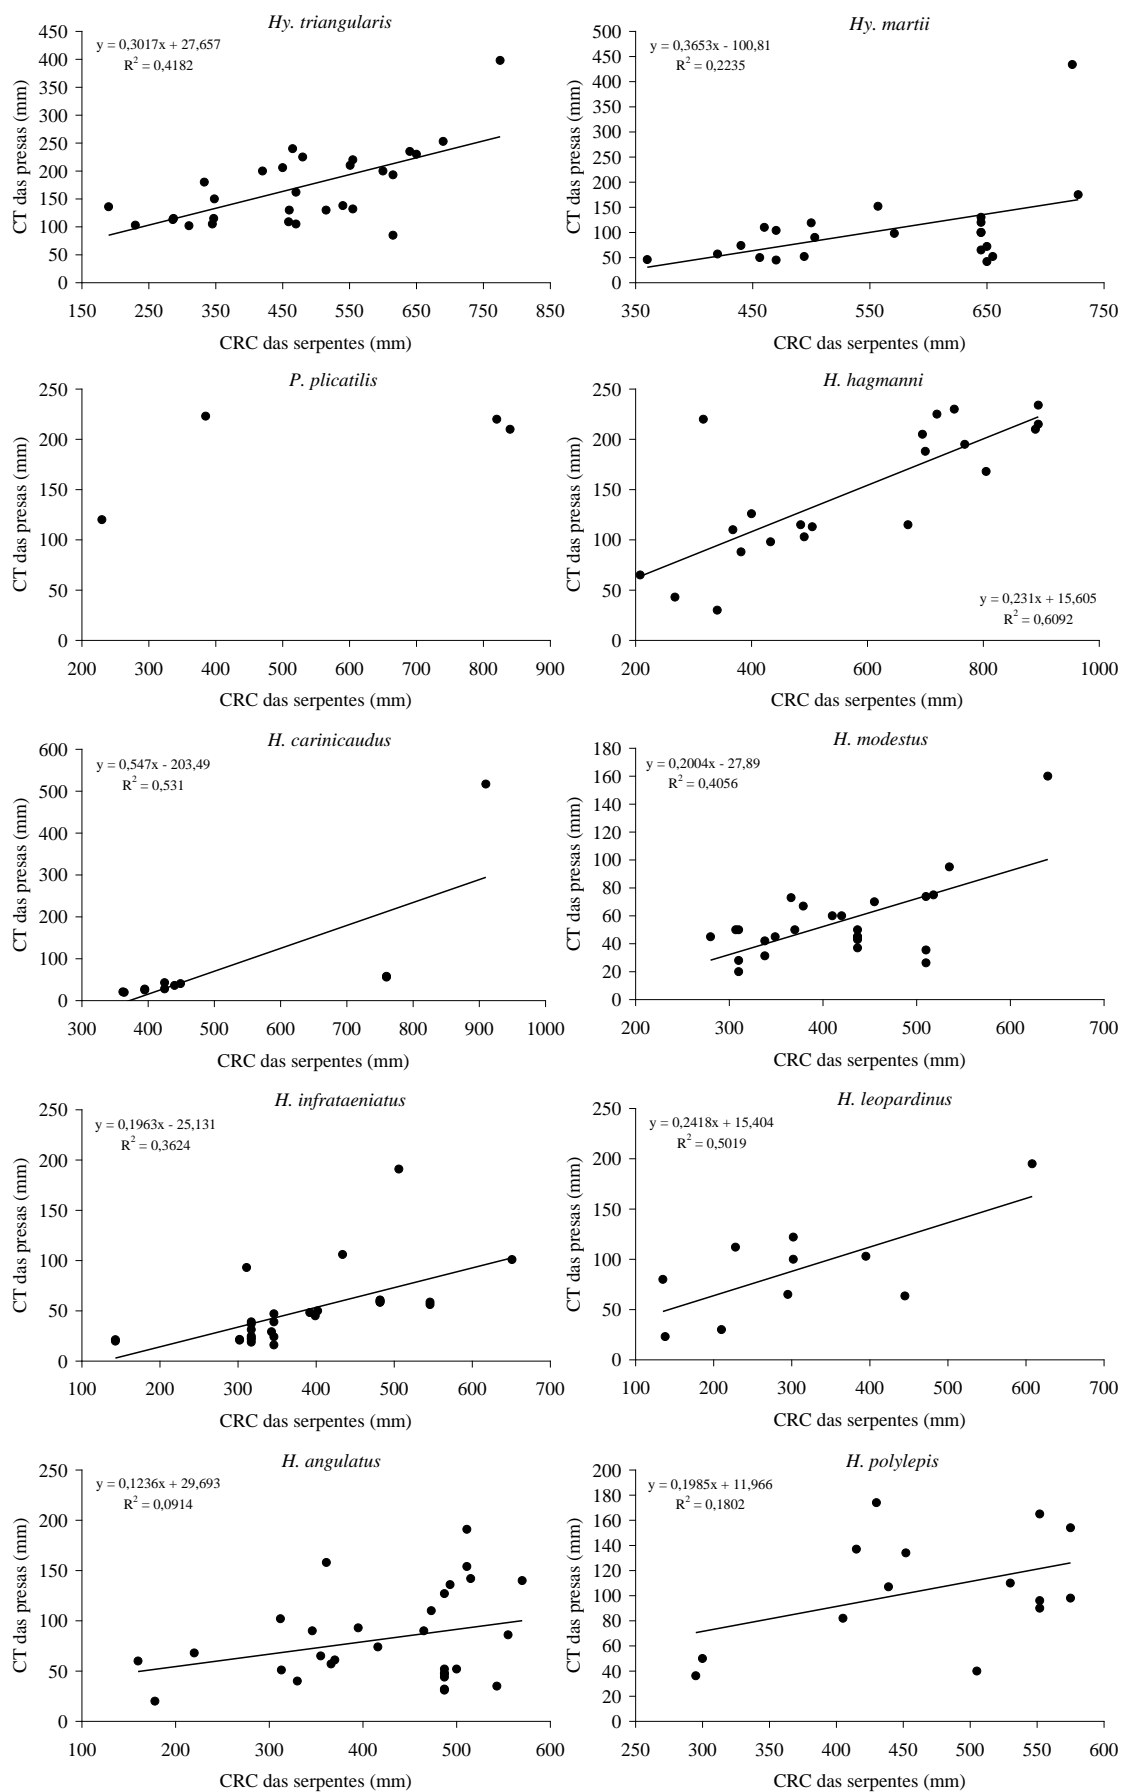 Hy. triangularis
y = 0,3017x + 27,657
R² = 0,4182
CT das presas (mm)
450
400
350
300
250
200
150
100
50
0
150 250 350 450 550 650 750 850
CRC das serpentes (mm)
Hy. martii
y = 0,3653x - 100,81
R² = 0,2235
CT das presas (mm)
500
450
400
350
300
250
200
150
100
50
0
350 450 550 650 750
CRC das serpentes (mm)
P. plicatilis
CT das presas (mm)
250
200
150
100
50
0
200 300 400 500 600 700 800 900
CRC das serpentes (mm)
H. hagmanni
CT das presas (mm)
250
200
150
100
50
0
y = 0,231x + 15,605
R² = 0,6092
200 400 600 800 1000
CRC das serpentes (mm)
H. carinicaudus
y = 0,547x - 203,49
R² = 0,531
CT das presas (mm)
600
500
400
300
200
100
0
300 400 500 600 700 800 900 1000
CRC das serpentes (mm)
H. modestus
y = 0,2004x - 27,89
R² = 0,4056
CT das presas (mm)
180
160
140
120
100
80
60
40
20
0
200 300 400 500 600 700
CRC das serpentes (mm)
H. infrataeniatus
y = 0,1963x - 25,131
R² = 0,3624
CT das presas (mm)
250
200
150
100
50
0
100 200 300 400 500 600 700
CRC das serpentes (mm)
H. leopardinus
y = 0,2418x + 15,404
R² = 0,5019
CT das presas (mm)
250
200
150
100
50
0
100 200 300 400 500 600 700
CRC das serpentes (mm)
H. angulatus
y = 0,1236x + 29,693
R² = 0,0914
CT das presas (mm)
250
200
150
100
50
0
100 200 300 400 500 600
CRC das serpentes (mm)
H. polylepis
y = 0,1985x + 11,966
R² = 0,1802
CT das presas (mm)
200
180
160
140
120
100
80
60
40
20
0
250 300 350 400 450 500 550 600
CRC das serpentes (mm)